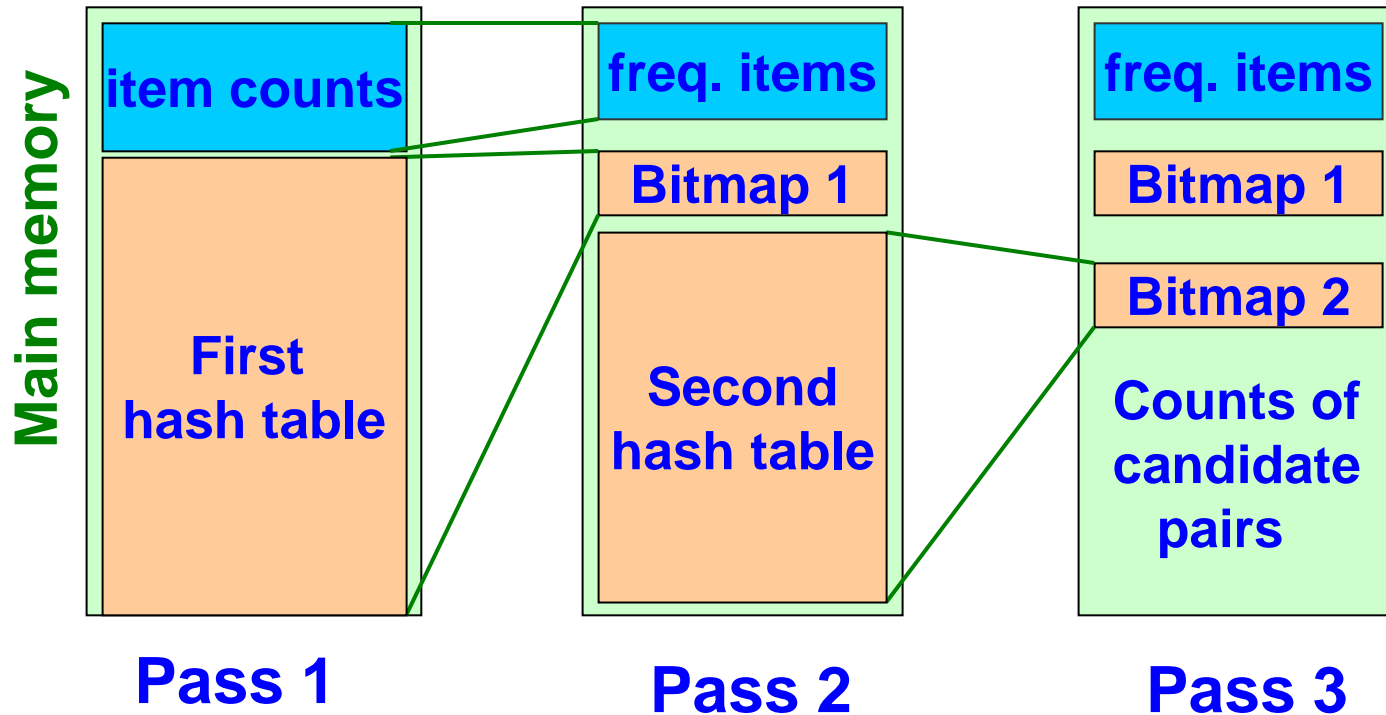 Main memory
item counts
First
hash table
Pass 1
freq. items
Bitmap 1
Second
hash table
Pass 2
freq. items
Bitmap 1
Bitmap 2
Counts of
candidate
pairs
Pass 3